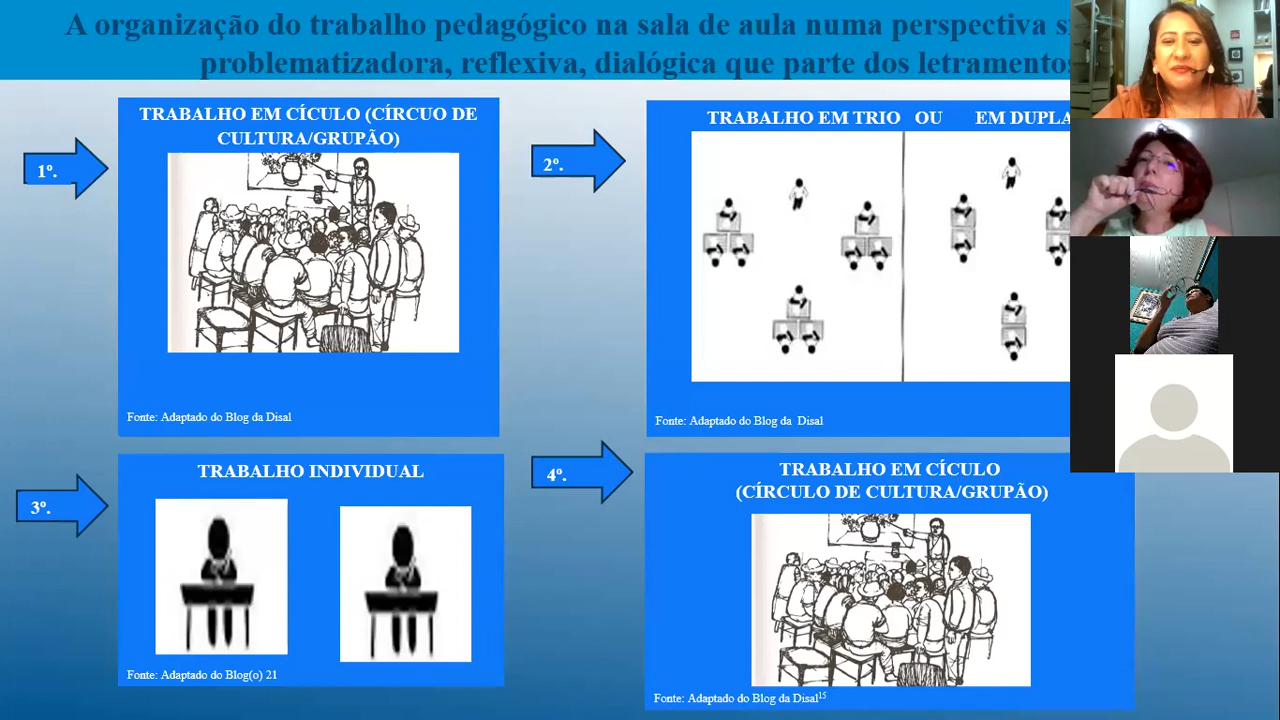 A organização do trabalho pedagógico na sala de aula numa perspectiva
problematizadora, reflexiva, dialógica que parte dos letramentos
1º.
TRABALHO EM CÍCULO (CÍRCUO DE
CULTURA/GRUPÃO)
Fonte: Adaptado do Blog da Disal
2º.
TRABALHO EM TRIO OU EM DUPLA
Fonte: Adaptado do Blog da Disal
3º.
TRABALHO INDIVIDUAL
Fonte: Adaptado do Blog(o) 21
4º.
TRABALHO EM CÍCULO
(CÍRCULO DE CULTURA/GRUPÃO)
Fonte: Adaptado do Blog da Disal15